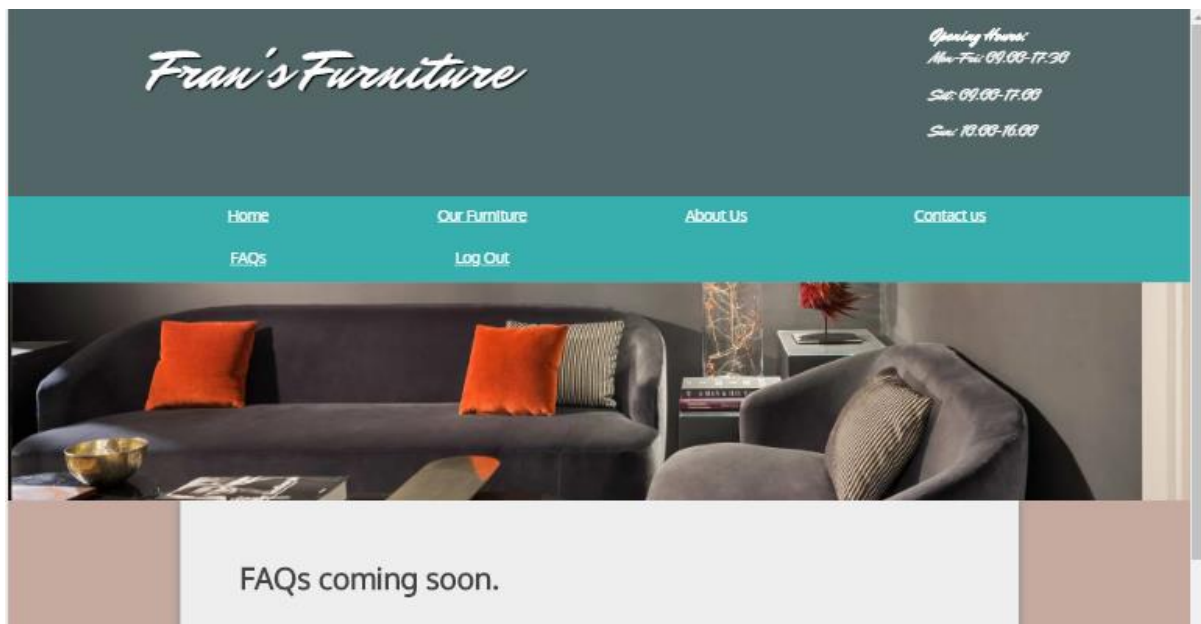 Fran's Furniture
Opening Hours:
Mon-Fri: 09.00-17.30
Sat: 09.00-17.00
Sun: 10.00-16.00
Home
Our Furniture
About Us
Contact us
FAQs
Log Out
FAQs coming soon.